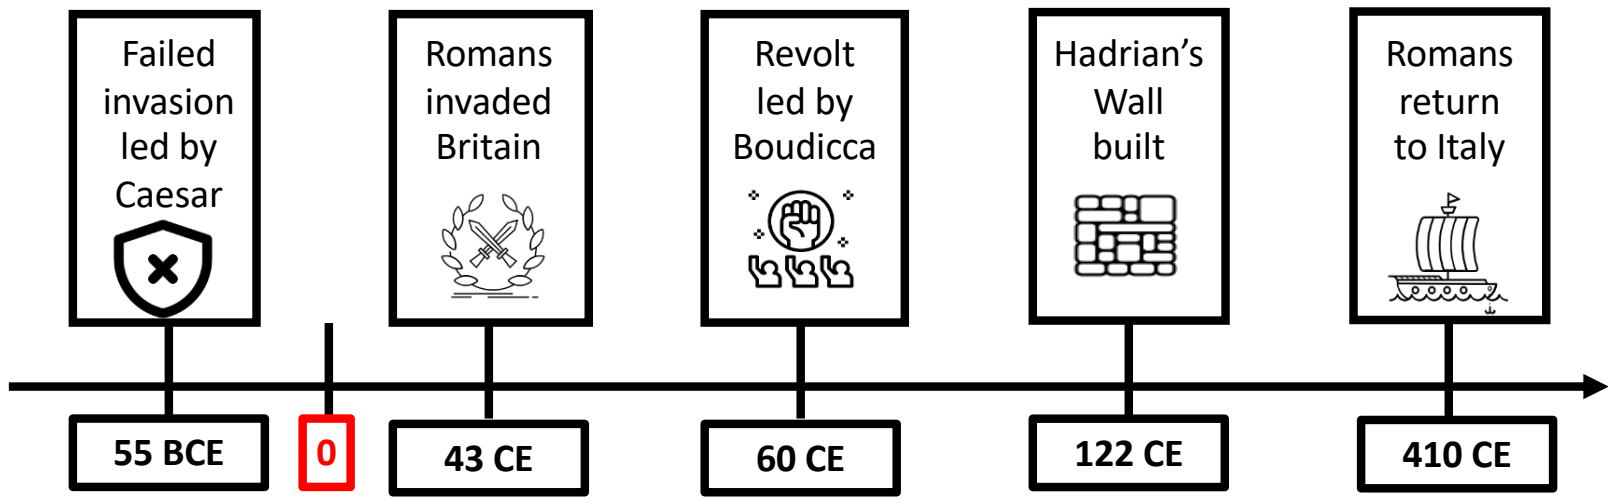 Failed
invasion
led by
Caesar
Romans
invaded
Britain
Revolt
led by
Boudicca
Hadrian’s
Wall
built
Romans
return
to Italy
55 BCE
0
43 CE
60 CE
122 CE
410 CE